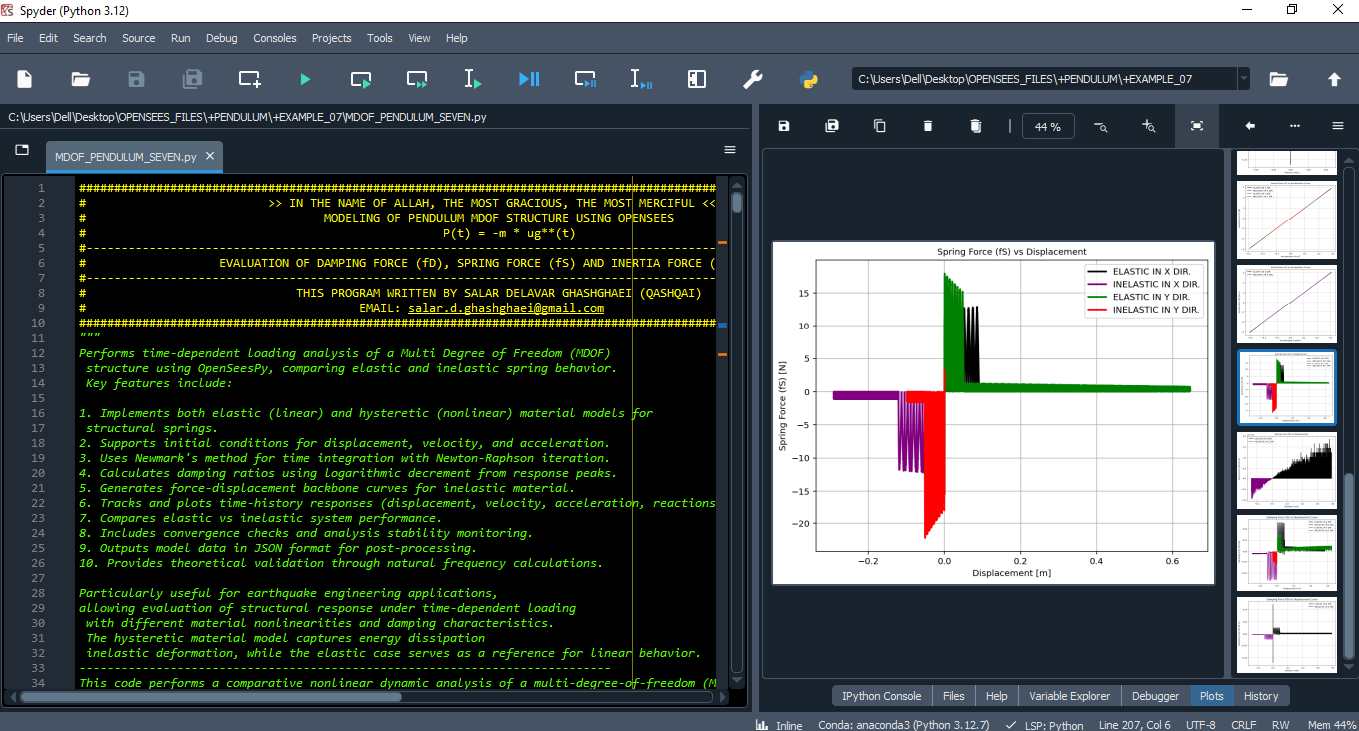 Spyder (Python 3.12)
File Edit Search Source Run Debug Consoles Projects Tools View Help
C:\Users\Dell\Desktop\OPENSEES_FILES\+PENDULUM\+EXAMPLE_07
C:\Users\Dell\Desktop\OPENSEES_FILES\+PENDULUM\+EXAMPLE_07\MDOF_PENDULUM_SEVEN.py
MDOF_PENDULUM_SEVEN.py
44 %
1 ##########################################################################################
2 # >> IN THE NAME OF ALLAH, THE MOST GRACIOUS, THE MOST MERCIFUL <<
3 # MODELING OF PENDULUM MDOF STRUCTURE USING OPENSEES
4 # P(t) = -m * ug**(t)
5 #-----------------------------------------------------------------------------------------
6 # EVALUATION OF DAMPING FORCE (fD), SPRING FORCE (fS) AND INERTIA FORCE (
7 #-----------------------------------------------------------------------------------------
8 # THIS PROGRAM WRITTEN BY SALAR DELAVAR GHASHGHAEI (QASHQAI)
9 # EMAIL: salar.d.ghashghaei@gmail.com
10 ##########################################################################################
11 """
12 Performs time-dependent loading analysis of a Multi Degree of Freedom (MDOF)
13 structure using OpenSeesPy, comparing elastic and inelastic spring behavior.
14 Key features include:
15
16 1. Implements both elastic (linear) and hysteretic (nonlinear) material models for
17 structural springs.
18 2. Supports initial conditions for displacement, velocity, and acceleration.
19 3. Uses Newmark's method for time integration with Newton-Raphson iteration.
20 4. Calculates damping ratios using logarithmic decrement from response peaks.
21 5. Generates force-displacement backbone curves for inelastic material.
22 6. Tracks and plots time-history responses (displacement, velocity, acceleration, reactions
23 7. Compares elastic vs inelastic system performance.
24 8. Includes convergence checks and analysis stability monitoring.
25 9. Outputs model data in JSON format for post-processing.
26 10. Provides theoretical validation through natural frequency calculations.
27
28 Particularly useful for earthquake engineering applications,
29 allowing evaluation of structural response under time-dependent loading
30 with different material nonlinearities and damping characteristics.
31 The hysteretic material model captures energy dissipation
32 inelastic deformation, while the elastic case serves as a reference for linear behavior.
33 ---------------------------------------------------------------------------
34 This code performs a comparative nonlinear dynamic analysis of a multi-degree-of-freedom (M
Spring Force (fS) vs Displacement
ELASTIC IN X DIR.
INELASTIC IN X DIR.
ELASTIC IN Y DIR.
INELASTIC IN Y DIR.
Spring Force (fS) [N]
15
10
5
0
−5
−10
−15
−20
−0.2 0.0 0.2 0.4 0.6
Displacement [m]
IPython Console Files Help Variable Explorer Debugger Plots History
Inline Conda: anaconda3 (Python 3.12.7) LSP: Python Line 207, Col 6 UTF-8 CRLF RW Mem 44%